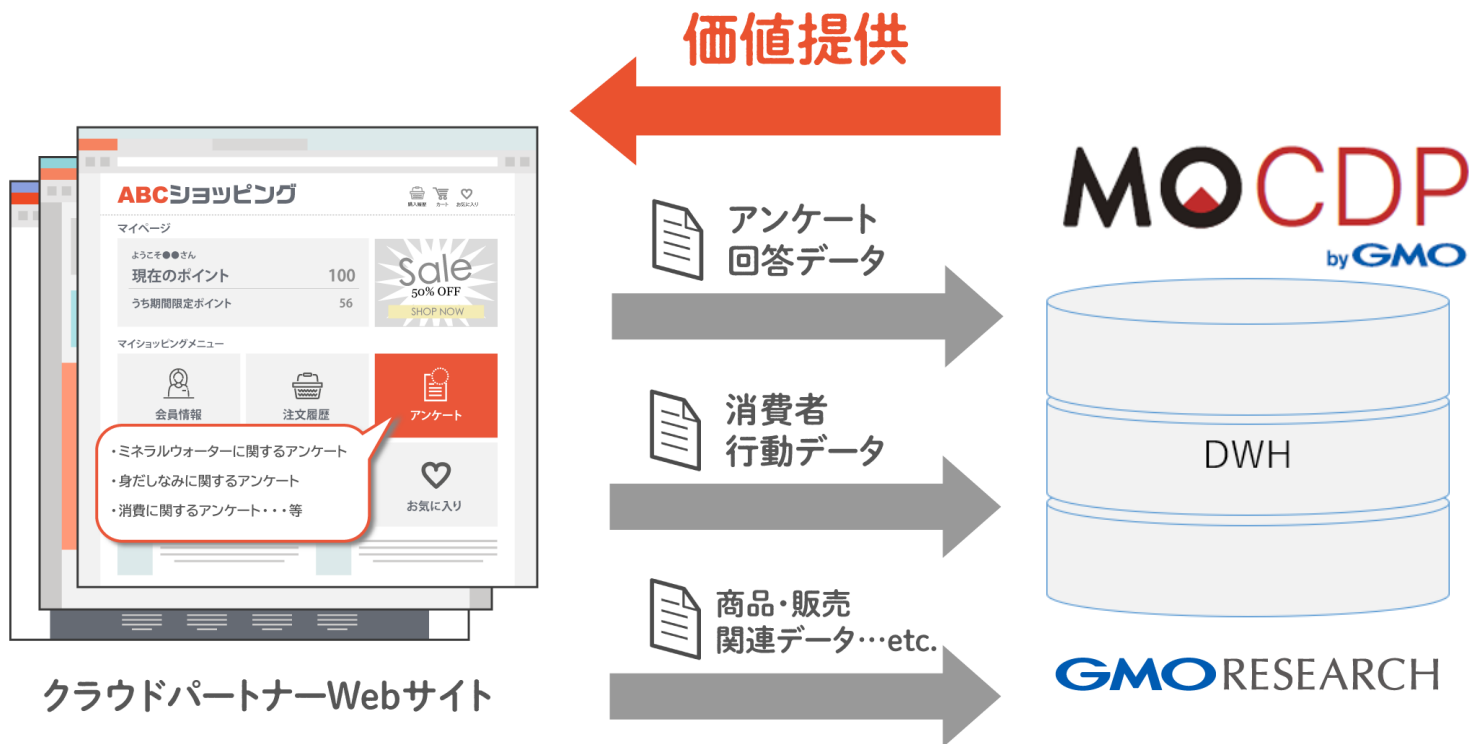 価値提供
ABCショッピング
購入履歴 カート お気に入り
マイページ
ようこそ●●さん
現在のポイント 100
うち期間限定ポイント 56
Sale
50% OFF
SHOP NOW
マイショッピングメニュー
会員情報
注文履歴
アンケート
・ミネラルウォーターに関するアンケート
・身だしなみに関するアンケート
・消費に関するアンケート・・・等
お気に入り
クラウドパートナーWebサイト
アンケート
回答データ
消費者
行動データ
商品・販売
関連データ…etc.
MOCDP
by GMO
DWH
GMO RESEARCH